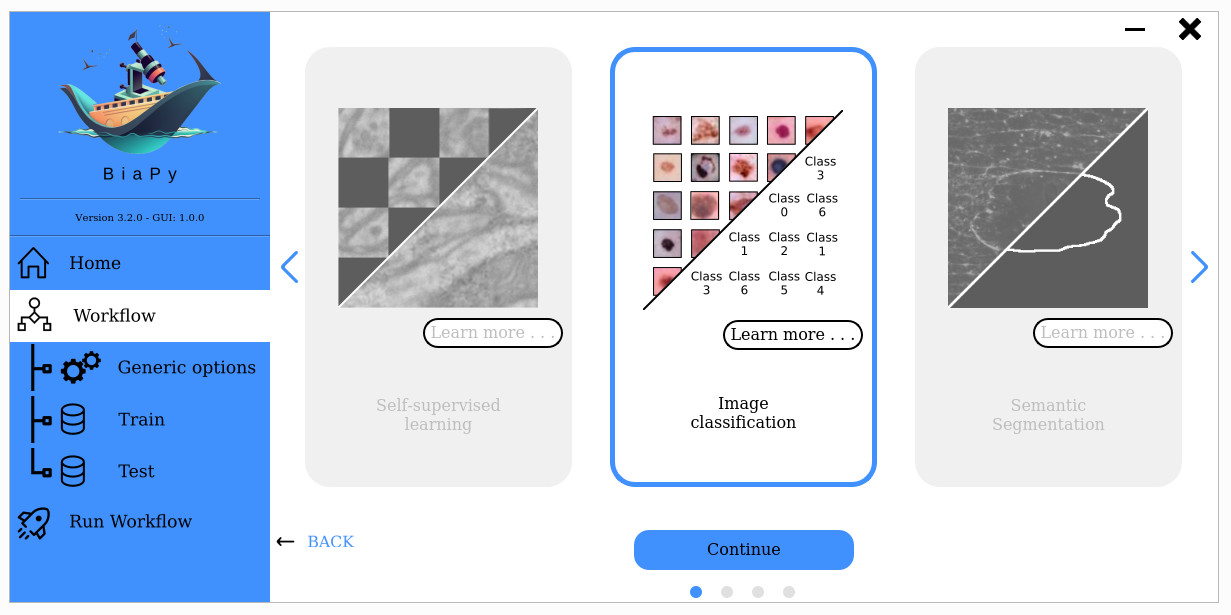 BiaPy
Version 3.2.0 - GUI: 1.0.0
Home
Workflow
Generic options
Train
Test
Run Workflow
Learn more . . .
Self-supervised
learning
Class
3
Class Class
0 6
Class Class Class
1 2 1
Class Class Class Class
3 6 5 4
Learn more . . .
Image
classification
Learn more . . .
Semantic
Segmentation
← BACK
Continue